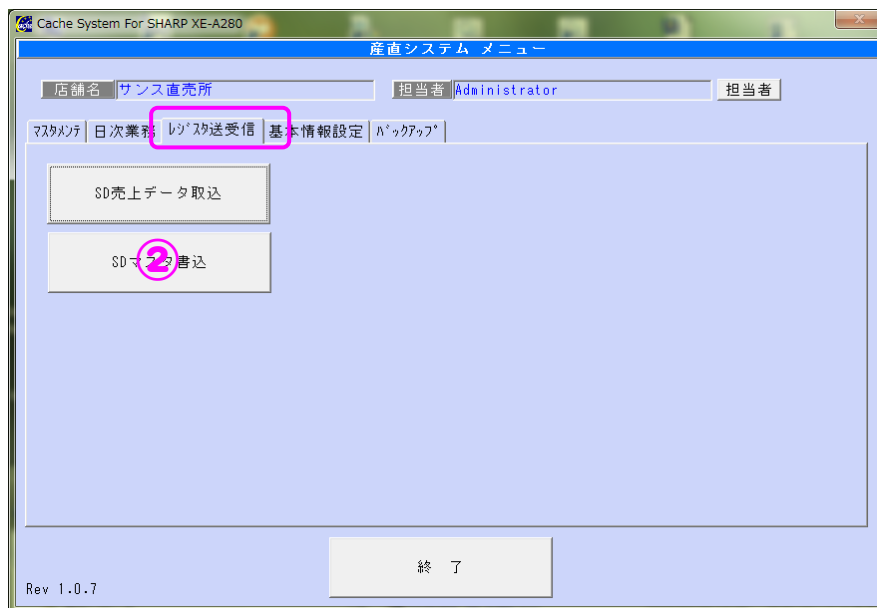 Cache System For SHARP XE-A280
産直システム メニュー
店舗名 サンス直売所 担当者 Administrator 担当者
ﾏｽﾀﾒﾝﾃ 日次業務 ﾚｼﾞｽﾀ送受信 基本情報設定 ﾊﾞｯｸｱｯﾌﾟ
SD売上データ取込
SDマスタ書込
②
終 了
Rev 1.0.7